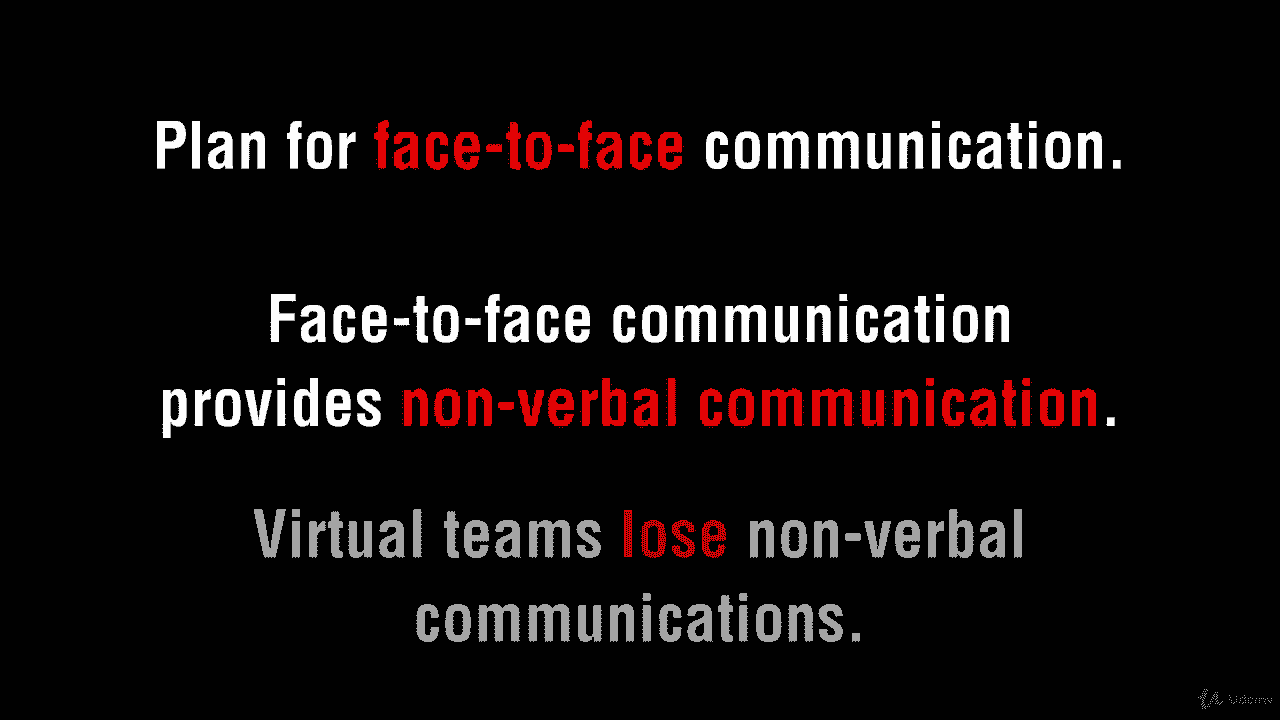 Plan for face-to-face communication.
Face-to-face communication
provides non-verbal communication.
Virtual teams lose non-verbal
communications.
Udemy